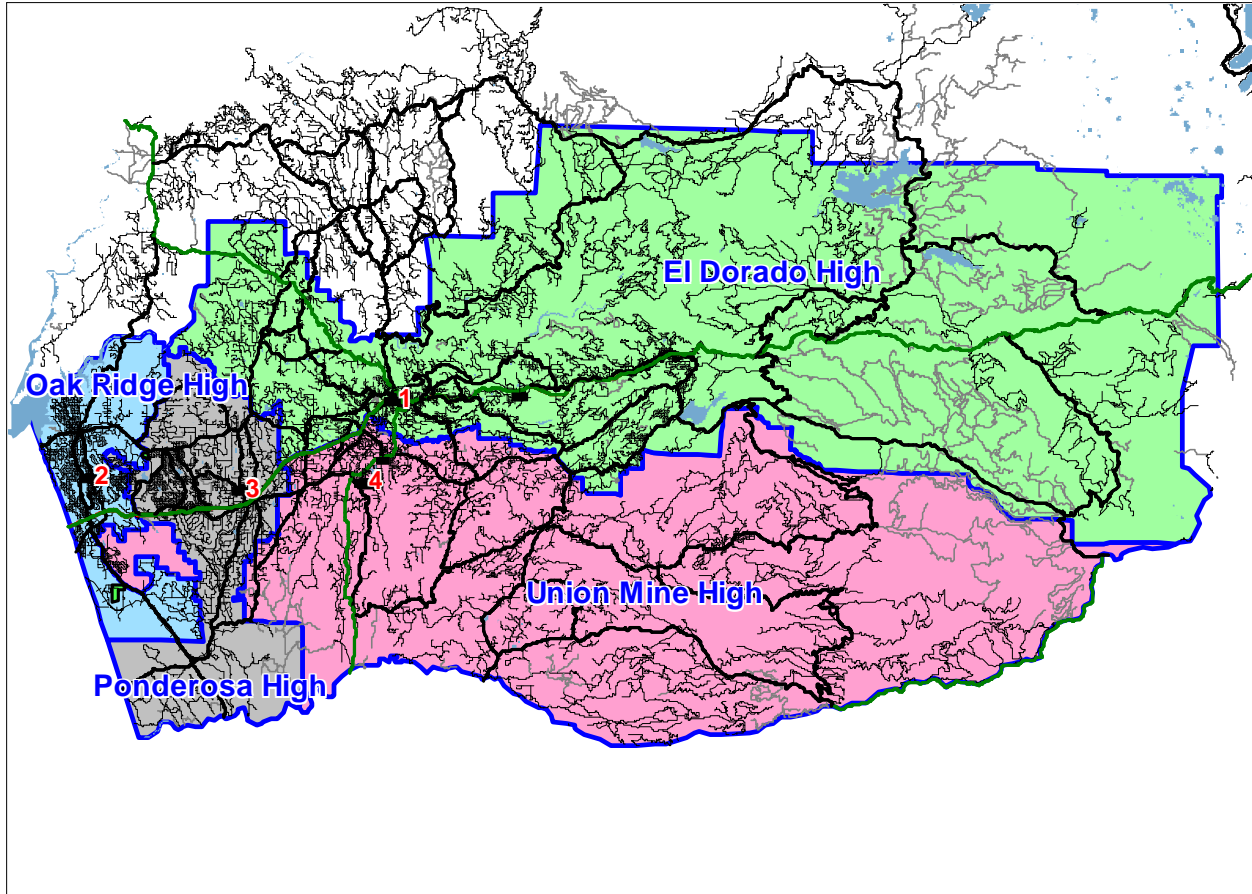 El Dorado High
Oak Ridge High
1
2
3
4
Union Mine High
Ponderosa High